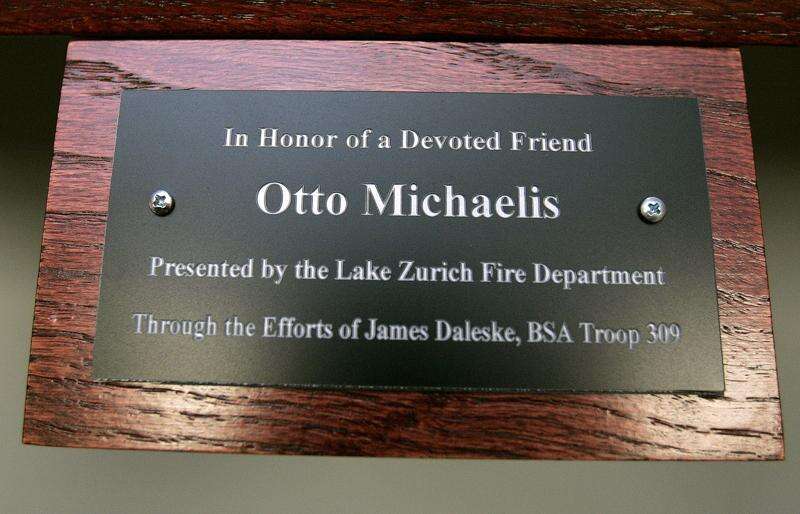 In Honor of a Devoted Friend
Otto Michaelis
Presented by the Lake Zurich Fire Department
Through the Efforts of James Daleske, BSA Troop 309